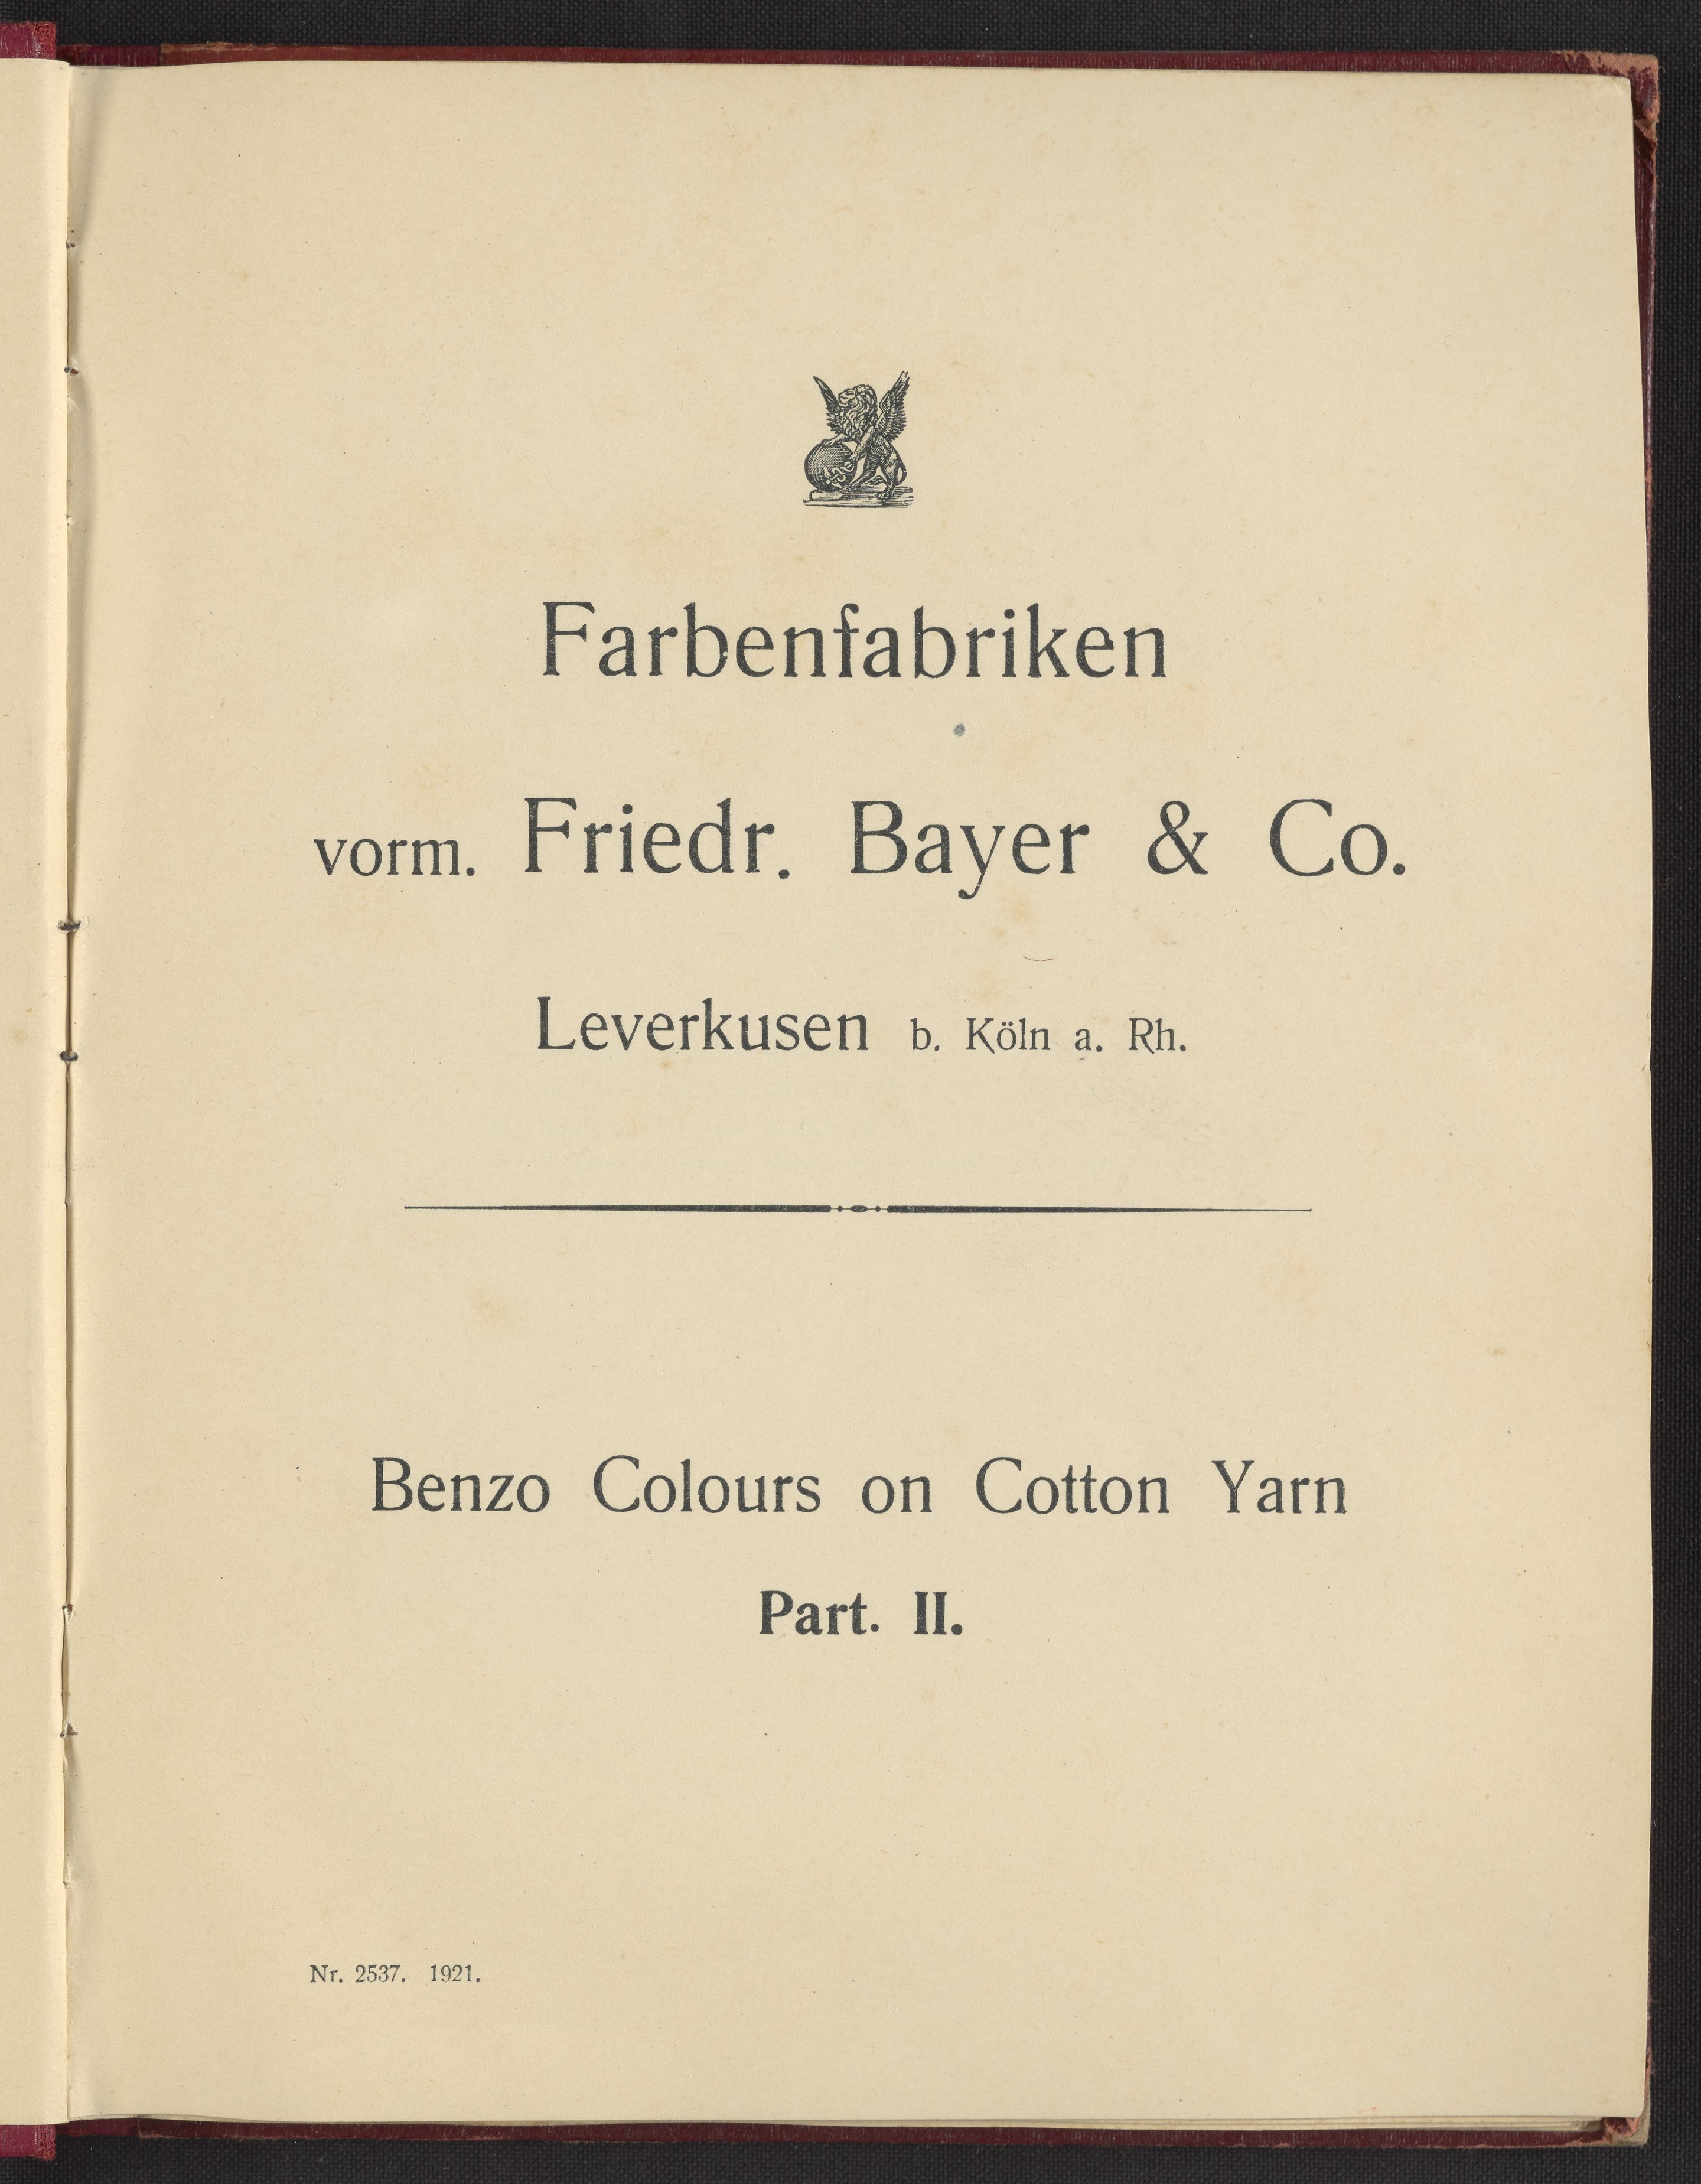 Farbenfabriken
vorm. Friedr. Bayer & Co.
Leverkusen b. Köln a. Rh.
Benzo Colours on Cotton Yarn
Part. II.
Nr. 2537. 1921.